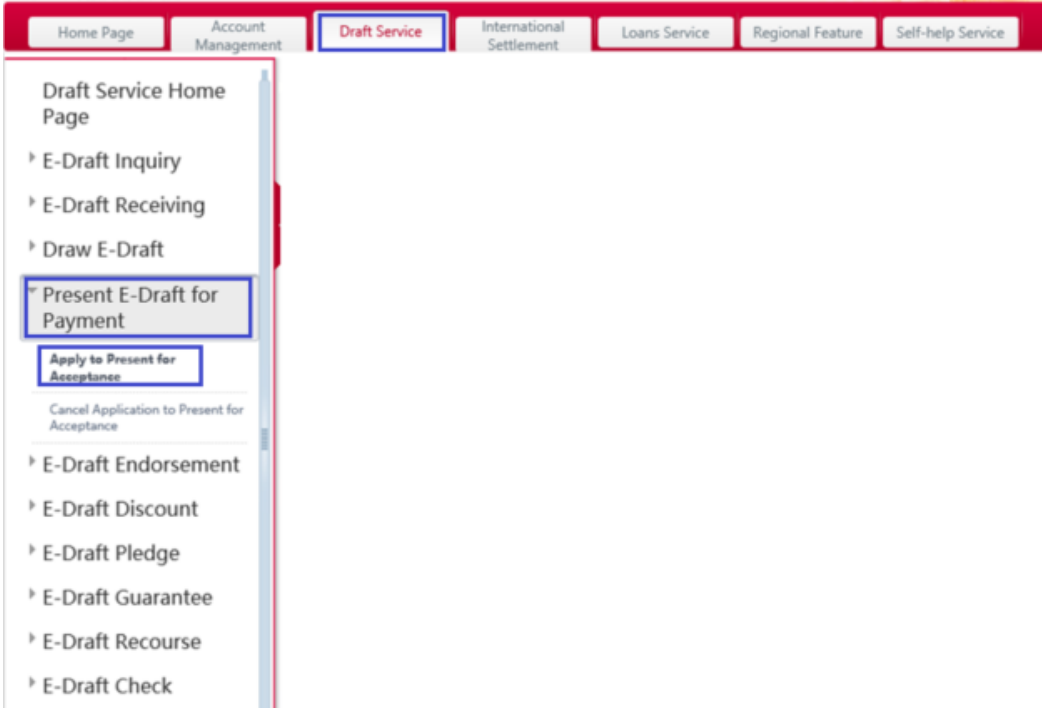 Home Page
Account
Management
Draft Service
International
Settlement
Loans Service
Regional Feature
Self-help Service
Draft Service Home
Page
E-Draft Inquiry
E-Draft Receiving
Draw E-Draft
Present E-Draft for
Payment
Apply to Present for
Acceptance
Cancel Application to Present for
Acceptance
E-Draft Endorsement
E-Draft Discount
E-Draft Pledge
E-Draft Guarantee
E-Draft Recourse
E-Draft Check